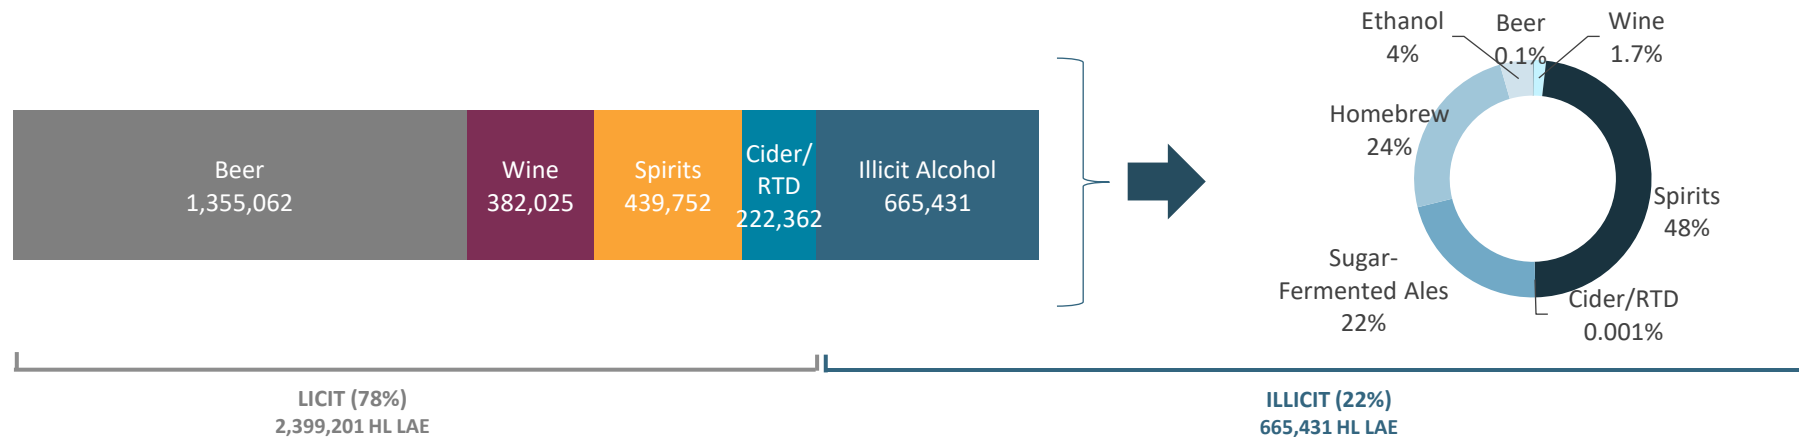 Beer
1,355,062
Wine
382,025
Spirits
439,752
Cider/
RTD
222,362
Illicit Alcohol
665,431
Ethanol
4%
Beer
0.1%
Wine
1.7%
Homebrew
24%
Spirits
48%
Sugar-
Fermented Ales
22%
Cider/RTD
0.001%
LICIT (78%)
2,399,201 HL LAE
ILLICIT (22%)
665,431 HL LAE